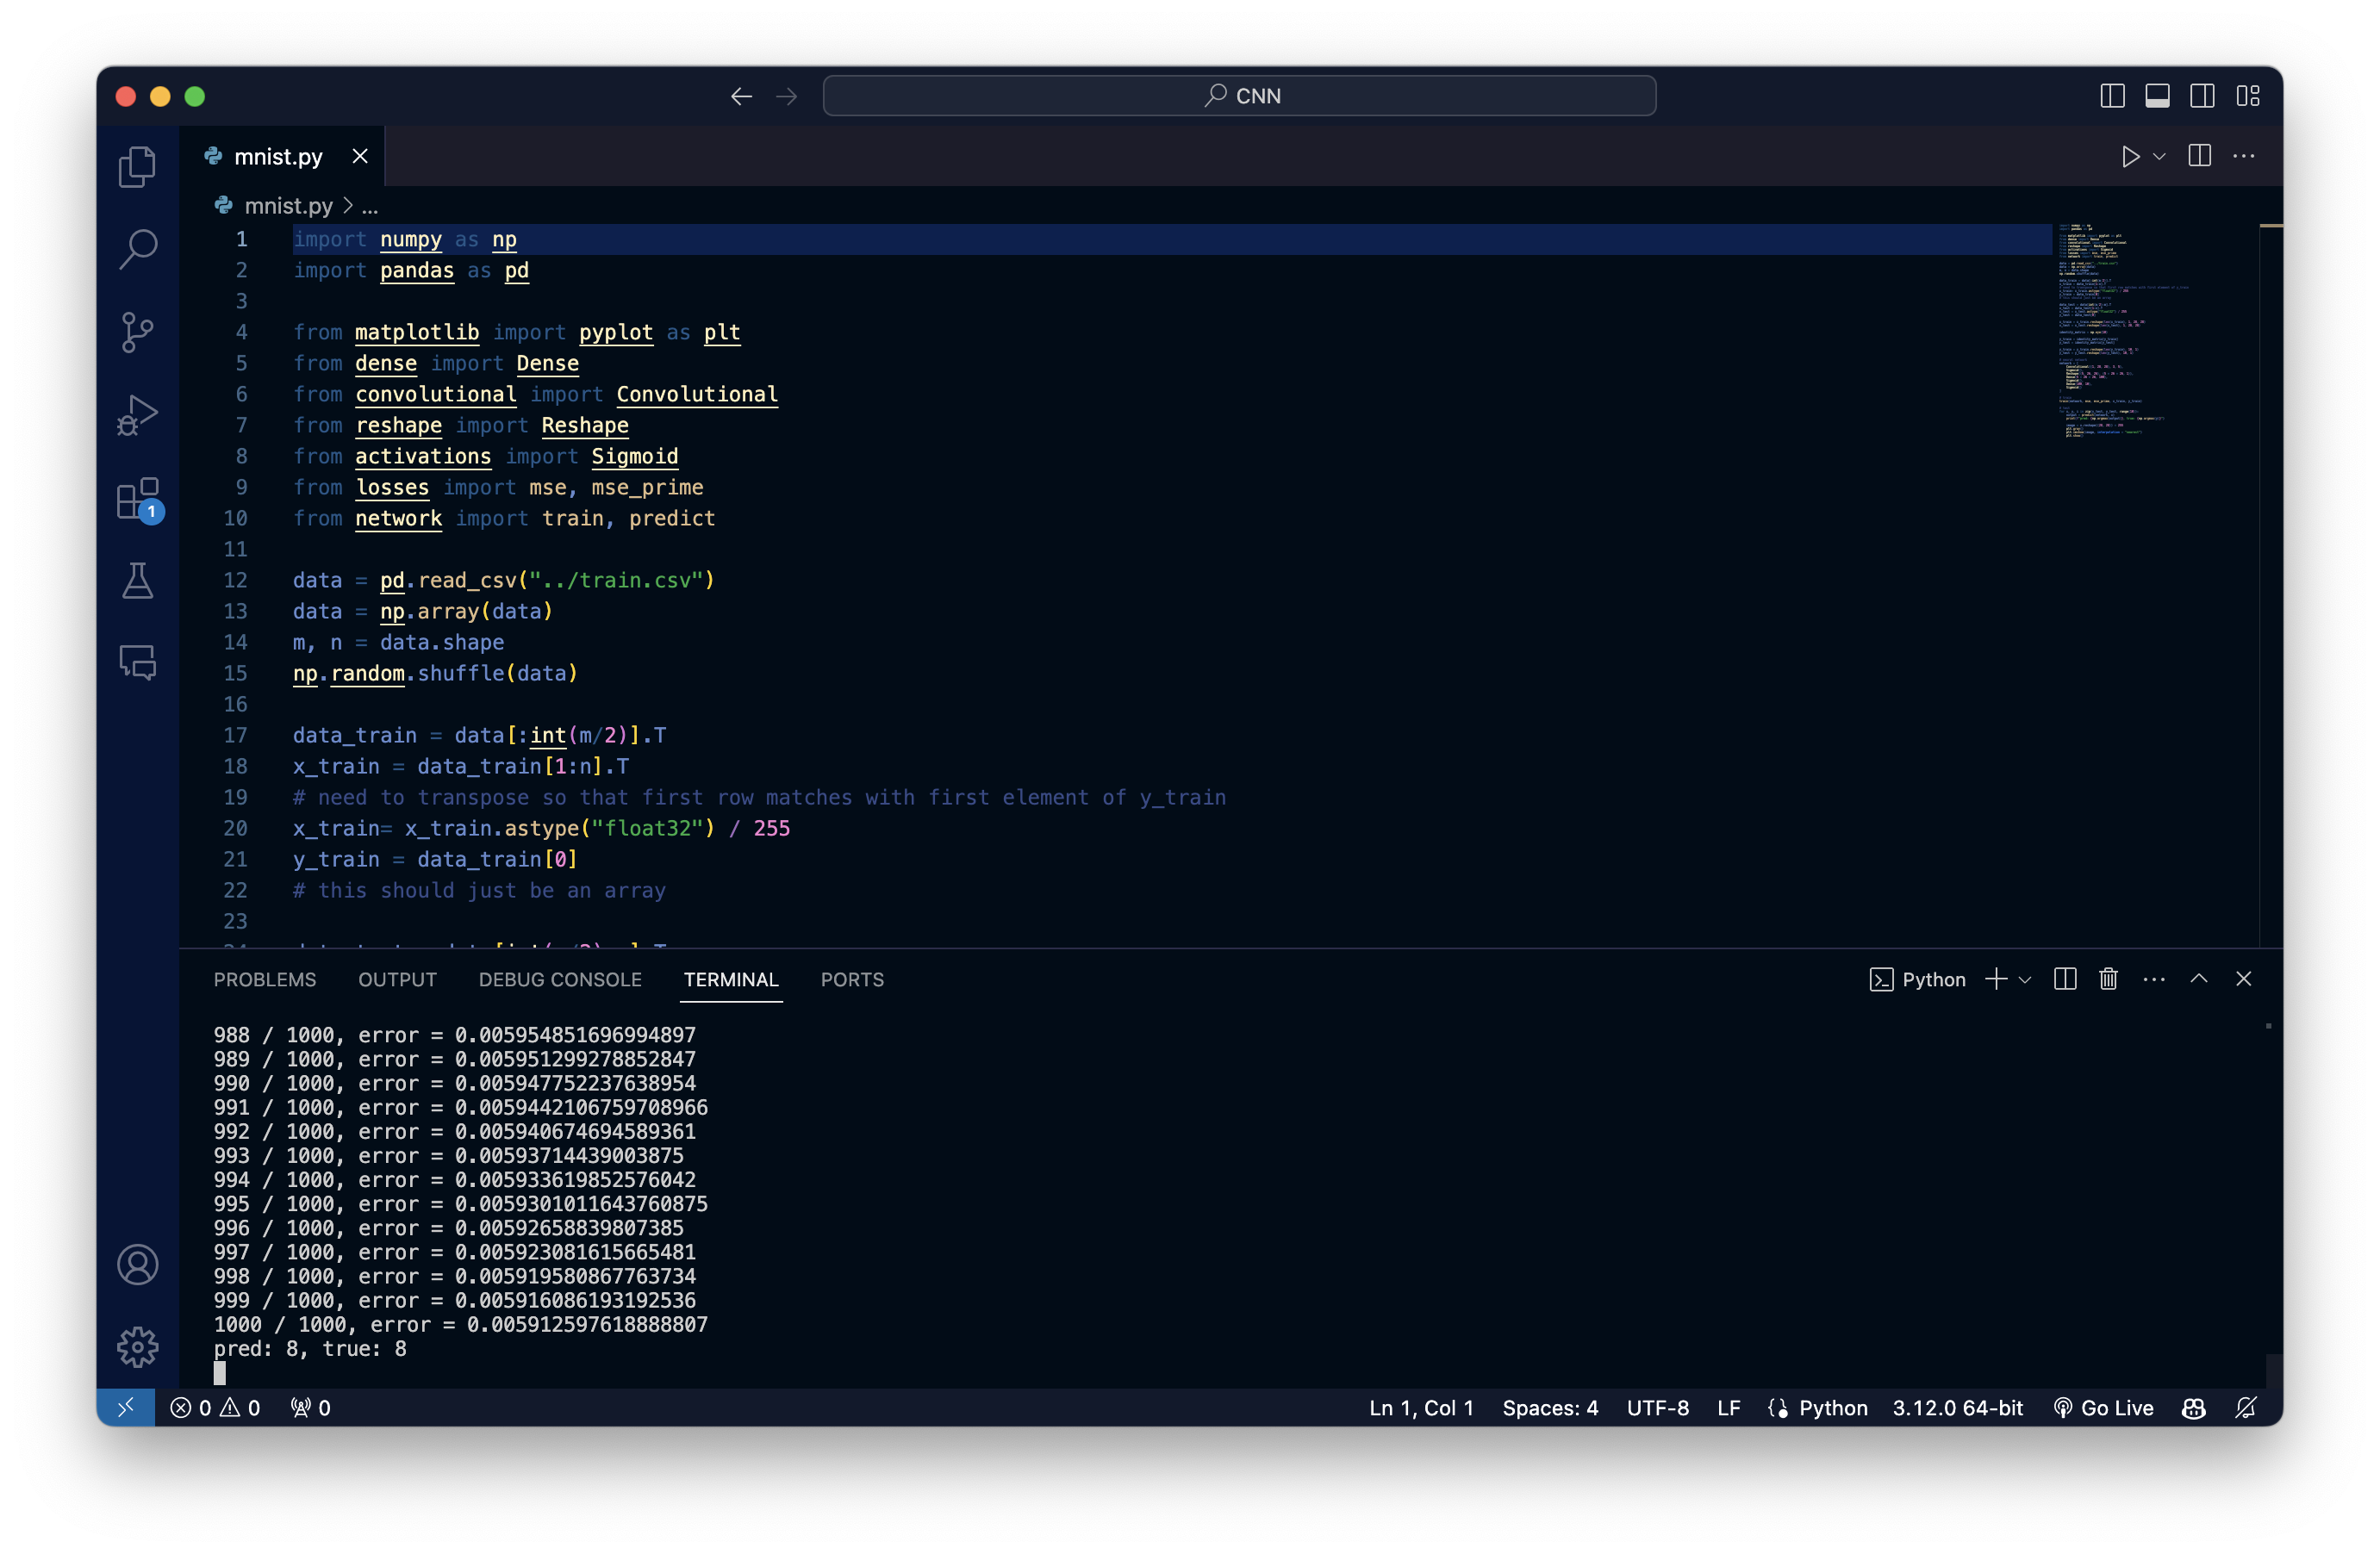 CNN
mnist.py
mnist.py > ...
1 import numpy as np
2 import pandas as pd
3
4 from matplotlib import pyplot as plt
5 from dense import Dense
6 from convolutional import Convolutional
7 from reshape import Reshape
8 from activations import Sigmoid
9 from losses import mse, mse_prime
10 from network import train, predict
11
12 data = pd.read_csv("../train.csv")
13 data = np.array(data)
14 m, n = data.shape
15 np.random.shuffle(data)
16
17 data_train = data[:int(m/2)].T
18 x_train = data_train[1:n].T
19 # need to transpose so that first row matches with first element of y_train
20 x_train= x_train.astype("float32") / 255
21 y_train = data_train[0]
22 # this should just be an array
23
1
PROBLEMS OUTPUT DEBUG CONSOLE TERMINAL PORTS Python
988 / 1000, error = 0.005954851696994897
989 / 1000, error = 0.005951299278852847
990 / 1000, error = 0.005947752237638954
991 / 1000, error = 0.0059442106759708966
992 / 1000, error = 0.005940674694589361
993 / 1000, error = 0.00593714439003875
994 / 1000, error = 0.005933619852576042
995 / 1000, error = 0.0059301011643760875
996 / 1000, error = 0.00592658839807385
997 / 1000, error = 0.005923081615665481
998 / 1000, error = 0.005919580867763734
999 / 1000, error = 0.005916086193192536
1000 / 1000, error = 0.005912597618888807
pred: 8, true: 8
0 0 0 Ln 1, Col 1 Spaces: 4 UTF-8 LF Python 3.12.0 64-bit Go Live